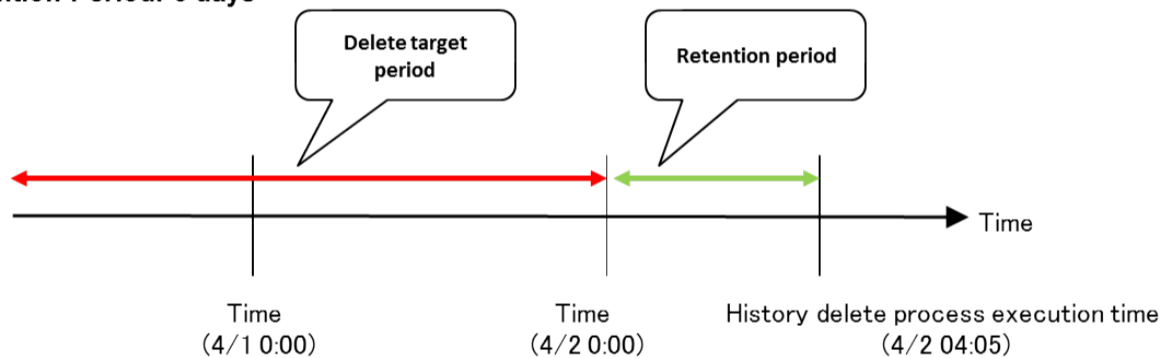 Delete target
period
Retention period
Time
Time
(4/1 0:00)
Time
(4/2 0:00)
History delete process execution time
(4/2 04:05)